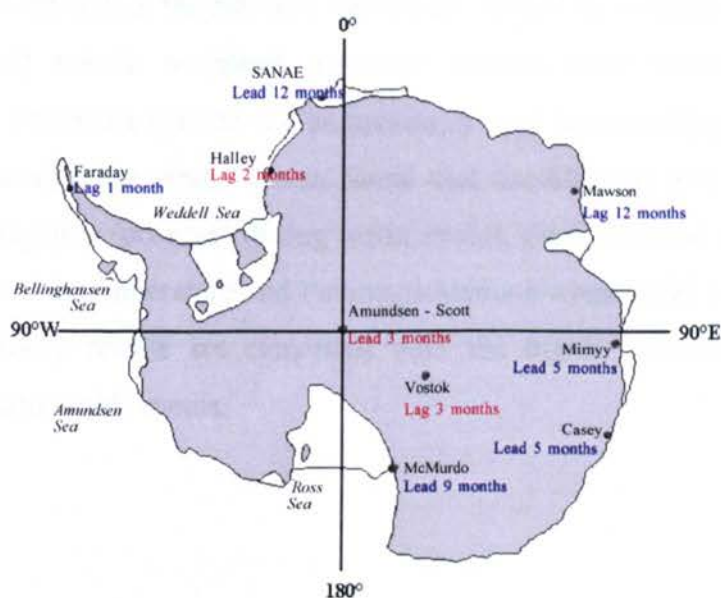 0°
SANAE
Lead 12 months
Halley
Lag 2 months
Faraday
Lag 1 month
Weddell Sea
Mawson
Lag 12 months
Bellinghausen
Sea
Amundsen - Scott
90°W
90°E
Lead 3 months
Mirnyy
Lead 5 months
Vostok
Lag 3 months
Amundsen
Sea
Casey
Lead 5 months
McMurdo
Lead 9 months
Ross
Sea
180°